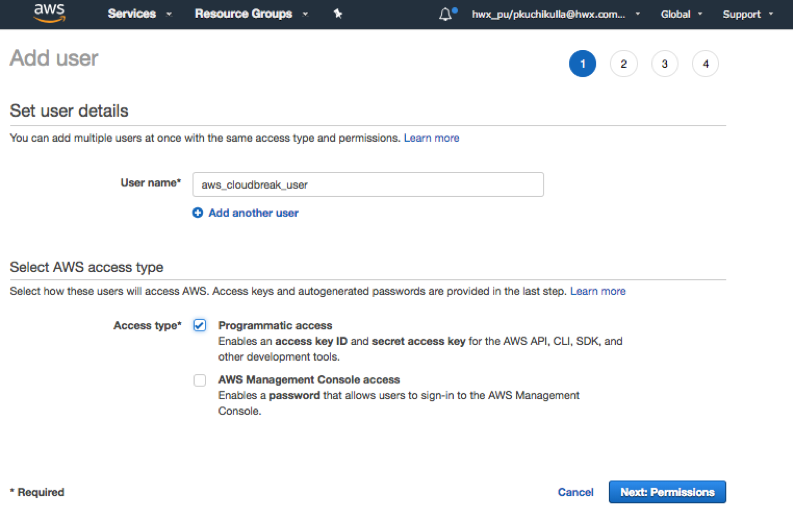 aws Services Resource Groups hwx_pu/pkuchikulla@hwx.com... Global Support
Add user
1 2 3 4
Set user details
You can add multiple users at once with the same access type and permissions. Learn more
User name* aws_cloudbreak_user
Add another user
Select AWS access type
Select how these users will access AWS. Access keys and autogenerated passwords are provided in the last step. Learn more
Access type* Programmatic access
Enables an access key ID and secret access key for the AWS API, CLI, SDK, and
other development tools.
AWS Management Console access
Enables a password that allows users to sign-in to the AWS Management
Console.
* Required Cancel Next: Permissions